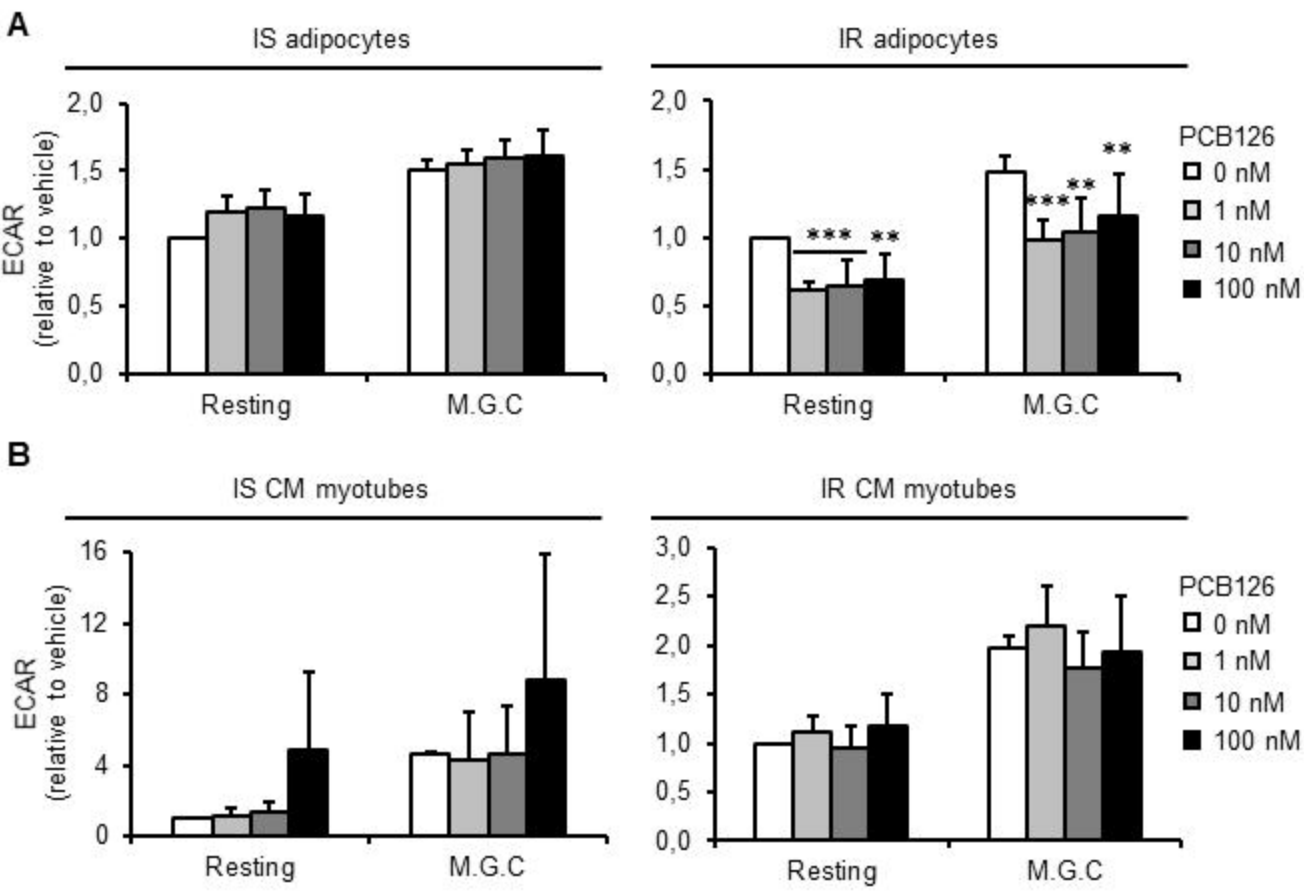 A
IS adipocytes
IR adipocytes
ECAR
(relative to vehicle)
2,0
1,5
1,0
0,5
0,0
Resting
M.G.C
2,0
1,5
1,0
0,5
0,0
***
**
***
**
**
Resting
M.G.C
PCB126
0 nM
1 nM
10 nM
100 nM
B
IS CM myotubes
IR CM myotubes
ECAR
(relative to vehicle)
16
12
8
4
0
Resting
M.G.C
3,0
2,5
2,0
1,5
1,0
0,5
0,0
Resting
M.G.C
PCB126
0 nM
1 nM
10 nM
100 nM